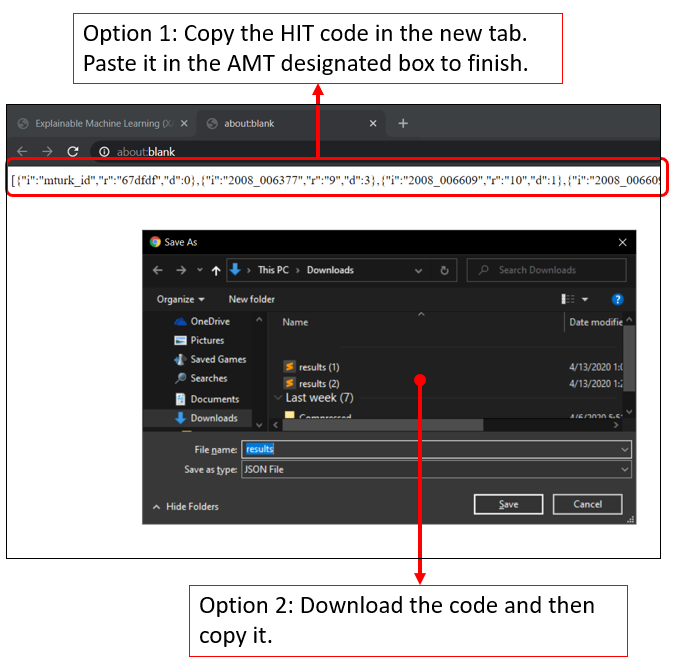 Option 1: Copy the HIT code in the new tab.
Paste it in the AMT designated box to finish.
Explainable Machine Learning (X
about:blank
about:blank
[{"i":"mturk_id","r":"67dfdf","d":0},{"i":"2008_006377","r":"9","d":3},{"i":"2008_006609","r":"10","d":1},{"i":"2008_006609
Save As
This PC > Downloads
Search Downloads
Organize
New folder
OneDrive
Name
Date modifie
Pictures
Saved Games
results (1)
4/13/2020 1:0
Searches
results (2)
4/13/2020 1:2
Documents
Last week (7)
Downloads
Compressed
4/6/2020 5:5
File name:
results
Save as type:
JSON File
Hide Folders
Save
Cancel
Option 2: Download the code and then
copy it.